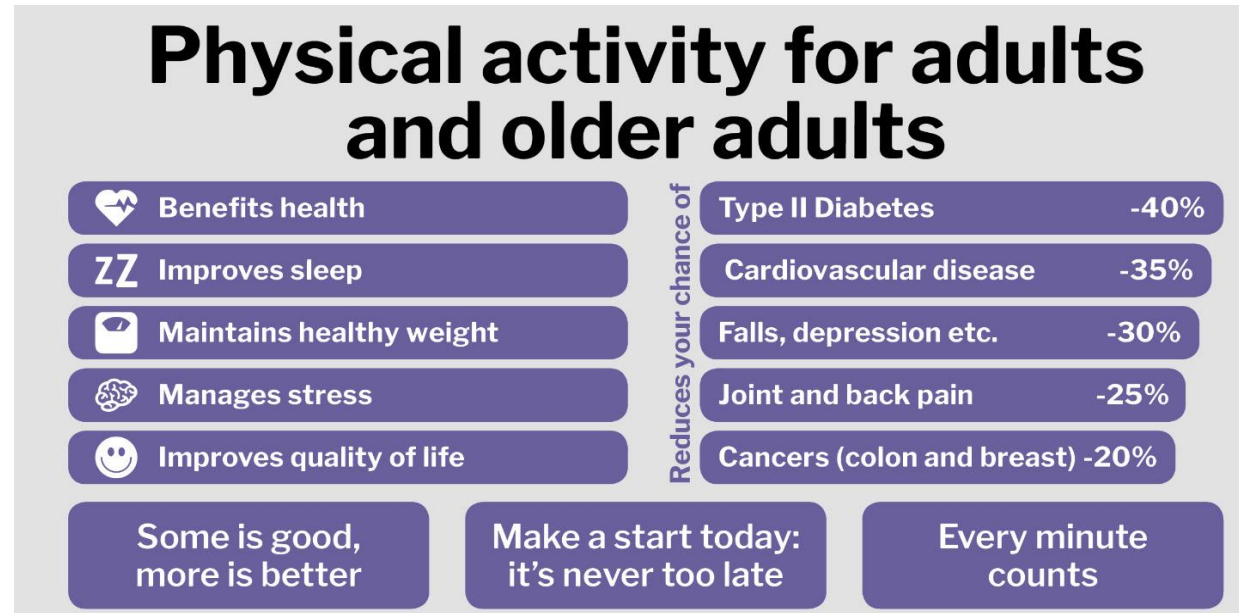 Physical activity for adults
and older adults
Benefits health
ZZ Improves sleep
Maintains healthy weight
Manages stress
Improves quality of life
Reduces your chance of
Type II Diabetes -40%
Cardiovascular disease -35%
Falls, depression etc. -30%
Joint and back pain -25%
Cancers (colon and breast) -20%
Some is good,
more is better
Make a start today:
it's never too late
Every minute
counts